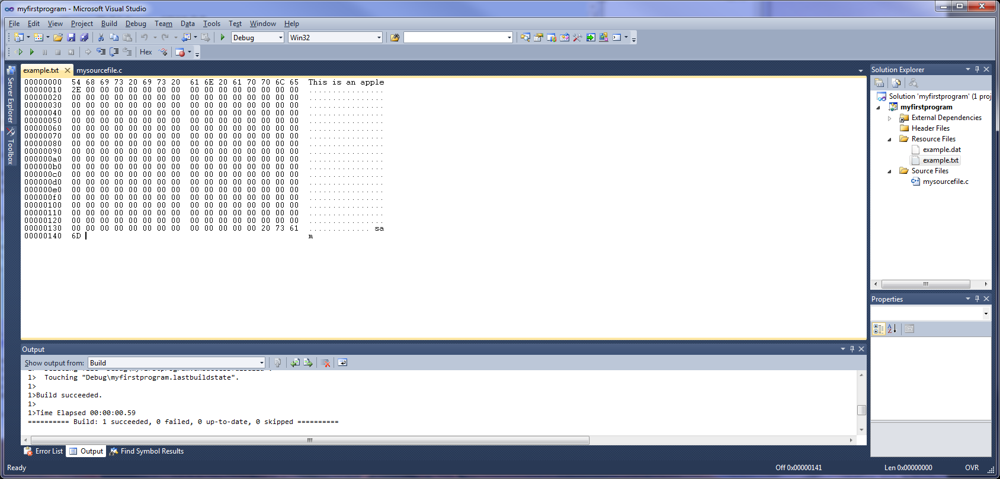 myfirstprogram - Microsoft Visual Studio
File Edit View Project Build Debug Team Data Tools Test Window Help
Debug Win32
Hex
Server Explorer
Toolbox
example.txt mysourcefile.c
00000000 54 68 69 73 20 69 73 20 61 6E 20 61 70 70 6C 65 This is an apple
00000010 2E 00 00 00 00 00 00 00 00 00 00 00 00 00 00 00 ................
00000020 00 00 00 00 00 00 00 00 00 00 00 00 00 00 00 00 ................
00000030 00 00 00 00 00 00 00 00 00 00 00 00 00 00 00 00 ................
00000040 00 00 00 00 00 00 00 00 00 00 00 00 00 00 00 00 ................
00000050 00 00 00 00 00 00 00 00 00 00 00 00 00 00 00 00 ................
00000060 00 00 00 00 00 00 00 00 00 00 00 00 00 00 00 00 ................
00000070 00 00 00 00 00 00 00 00 00 00 00 00 00 00 00 00 ................
00000080 00 00 00 00 00 00 00 00 00 00 00 00 00 00 00 00 ................
00000090 00 00 00 00 00 00 00 00 00 00 00 00 00 00 00 00 ................
000000a0 00 00 00 00 00 00 00 00 00 00 00 00 00 00 00 00 ................
000000b0 00 00 00 00 00 00 00 00 00 00 00 00 00 00 00 00 ................
000000c0 00 00 00 00 00 00 00 00 00 00 00 00 00 00 00 00 ................
000000d0 00 00 00 00 00 00 00 00 00 00 00 00 00 00 00 00 ................
000000e0 00 00 00 00 00 00 00 00 00 00 00 00 00 00 00 00 ................
000000f0 00 00 00 00 00 00 00 00 00 00 00 00 00 00 00 00 ................
00000100 00 00 00 00 00 00 00 00 00 00 00 00 00 00 00 00 ................
00000110 00 00 00 00 00 00 00 00 00 00 00 00 00 00 00 00 ................
00000120 00 00 00 00 00 00 00 00 00 00 00 00 00 00 00 00 ................
00000130 00 00 00 00 00 00 00 00 00 00 00 00 00 20 73 61 ............. sa
00000140 6D m
Solution Explorer
Solution 'myfirstprogram' (1 proj
myfirstprogram
External Dependencies
Header Files
Resource Files
example.dat
example.txt
Source Files
mysourcefile.c
Properties
Output
Show output from: Build
1> Touching "Debug\myfirstprogram.lastbuildstate".
1>
1>Build succeeded.
1>
1>Time Elapsed 00:00:00.59
========== Build: 1 succeeded, 0 failed, 0 up-to-date, 0 skipped ==========
Error List Output Find Symbol Results
Ready Off 0x00000141 Len 0x00000000 OVR